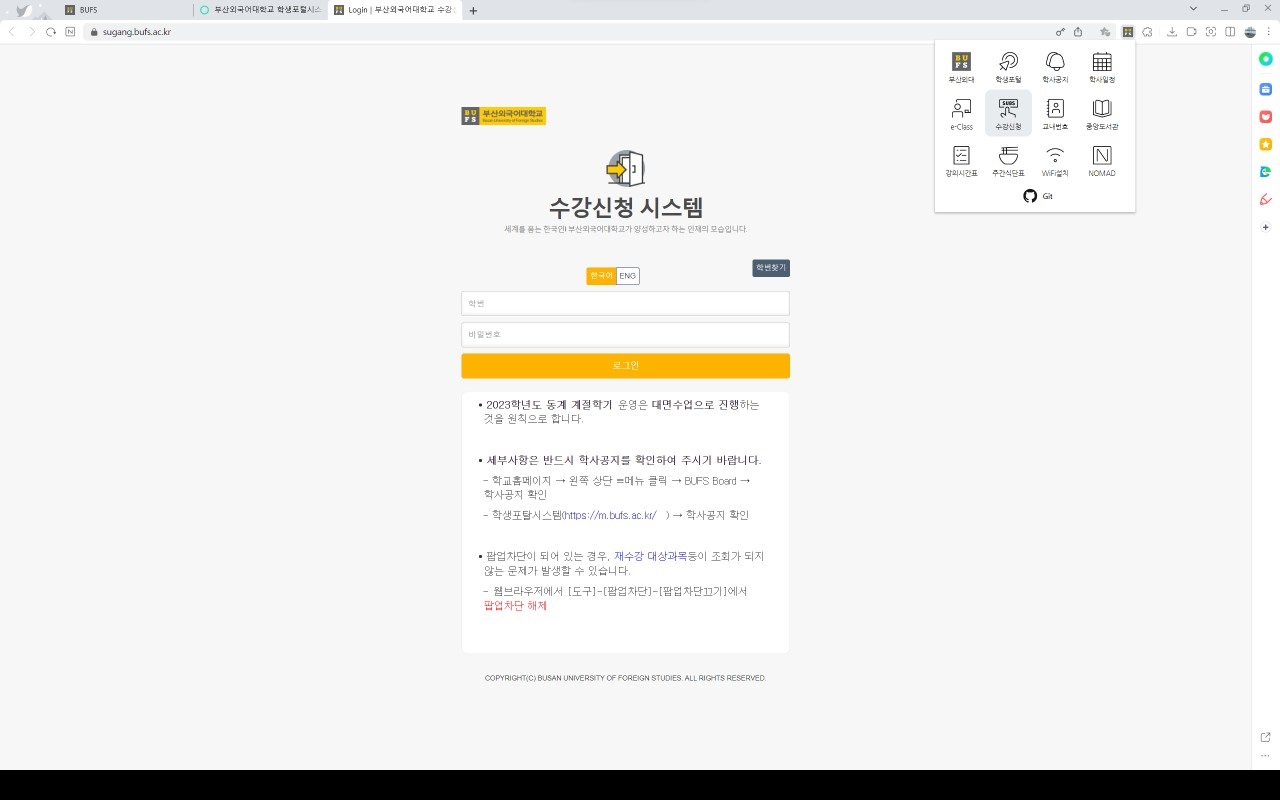 BUFS
부산외국어대학교 학생포털시스
Login | 부산외국어대학교 수강
sugang.bufs.ac.kr
부산외대
학생포털
학사공지
학사일정
e-Class
SUBS
수강신청
교내번호
중앙도서관
강의시간표
주간식단표
WiFi설치
NOMAD
Git
BU
FS
부산외국어대학교
Busan University of Foreign Studies
수강신청 시스템
세계를 품는 한국인! 부산외국어대학교가 양성하고자 하는 인재의 모습입니다.
학번찾기
한국어 ENG
학번
비밀번호
로그인
• 2023학년도 동계 계절학기 운영은 대면수업으로 진행하는
것을 원칙으로 합니다.
• 세부사항은 반드시 학사공지를 확인하여 주시기 바랍니다.
- 학교홈페이지 → 왼쪽 상단 ≡메뉴 클릭 → BUFS Board →
학사공지 확인
- 학생포탈시스템(https://m.bufs.ac.kr/ ) → 학사공지 확인
• 팝업차단이 되어 있는 경우, 재수강 대상과목등이 조회가 되지
않는 문제가 발생할 수 있습니다.
- 웹브라우저에서 [도구]-[팝업차단]-[팝업차단끄기]에서
팝업차단 해제
COPYRIGHT(C) BUSAN UNIVERSITY OF FOREIGN STUDIES. ALL RIGHTS RESERVED.